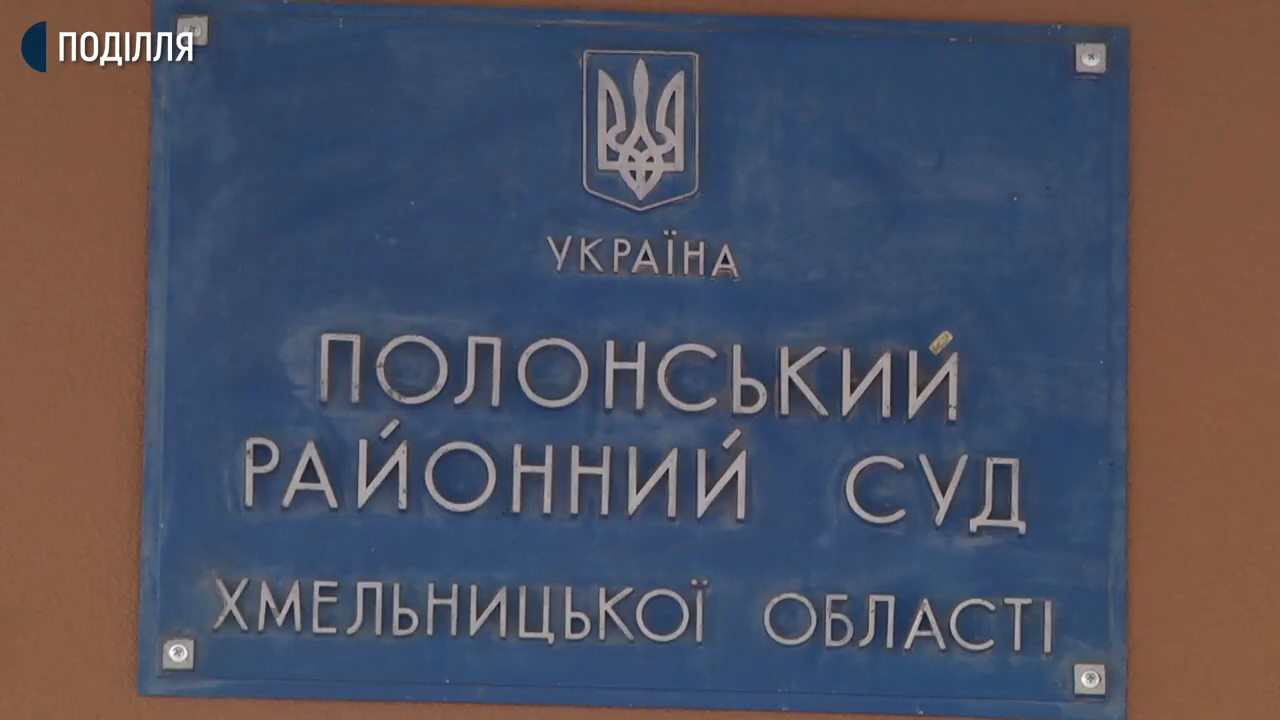 ПОДІЛЛЯ
УКРАЇНА
ПОЛОНСЬКИЙ
РАЙОННИЙ СУД
ХМЕЛЬНИЦЬКОЇ ОБЛАСТІ